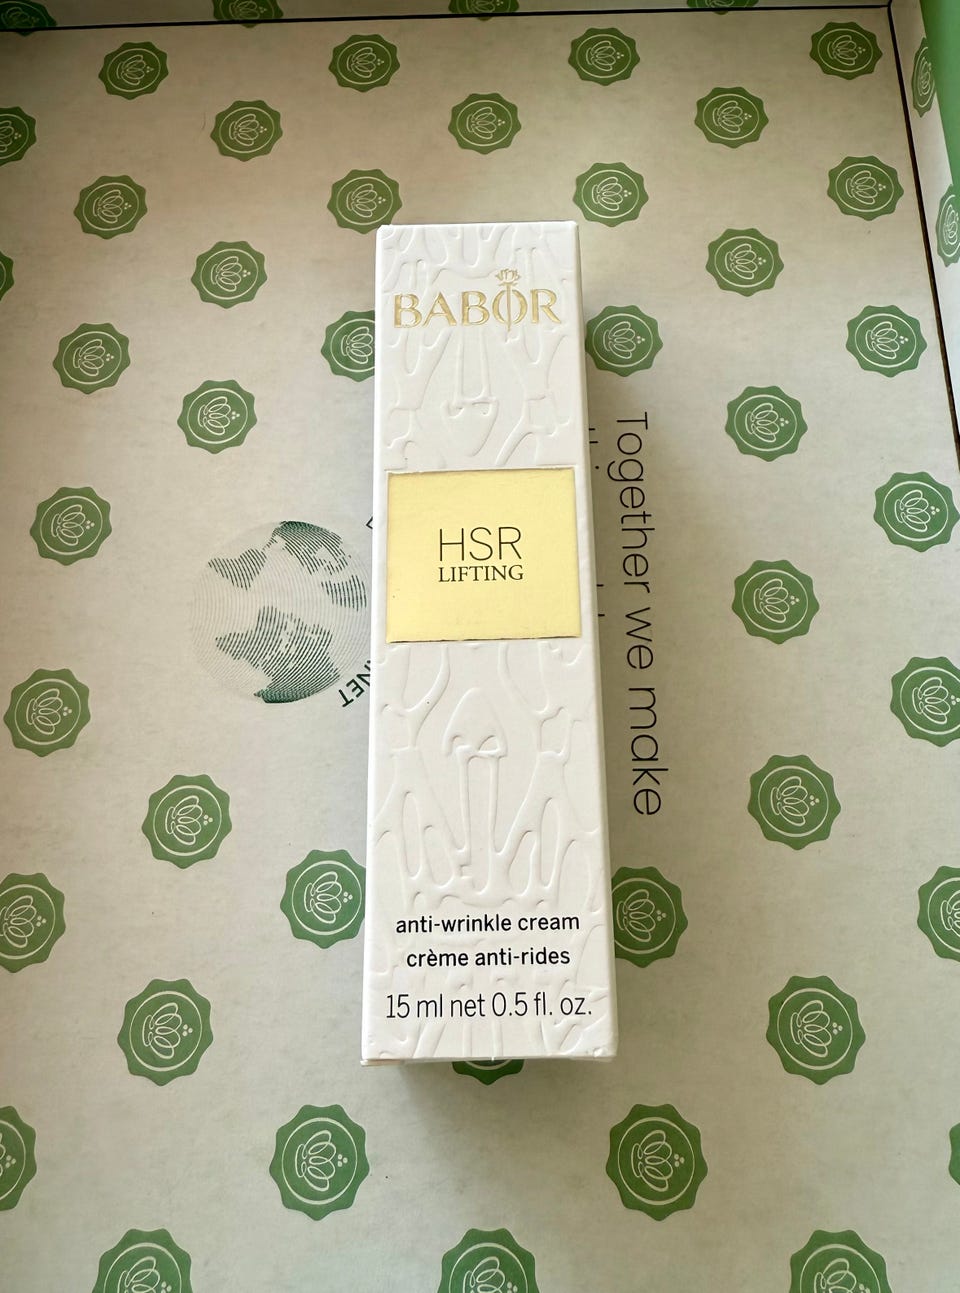 BABOR
HSR
LIFTING
anti-wrinkle cream
crème anti-rides
15 ml net 0.5 fl. oz.
Together we make